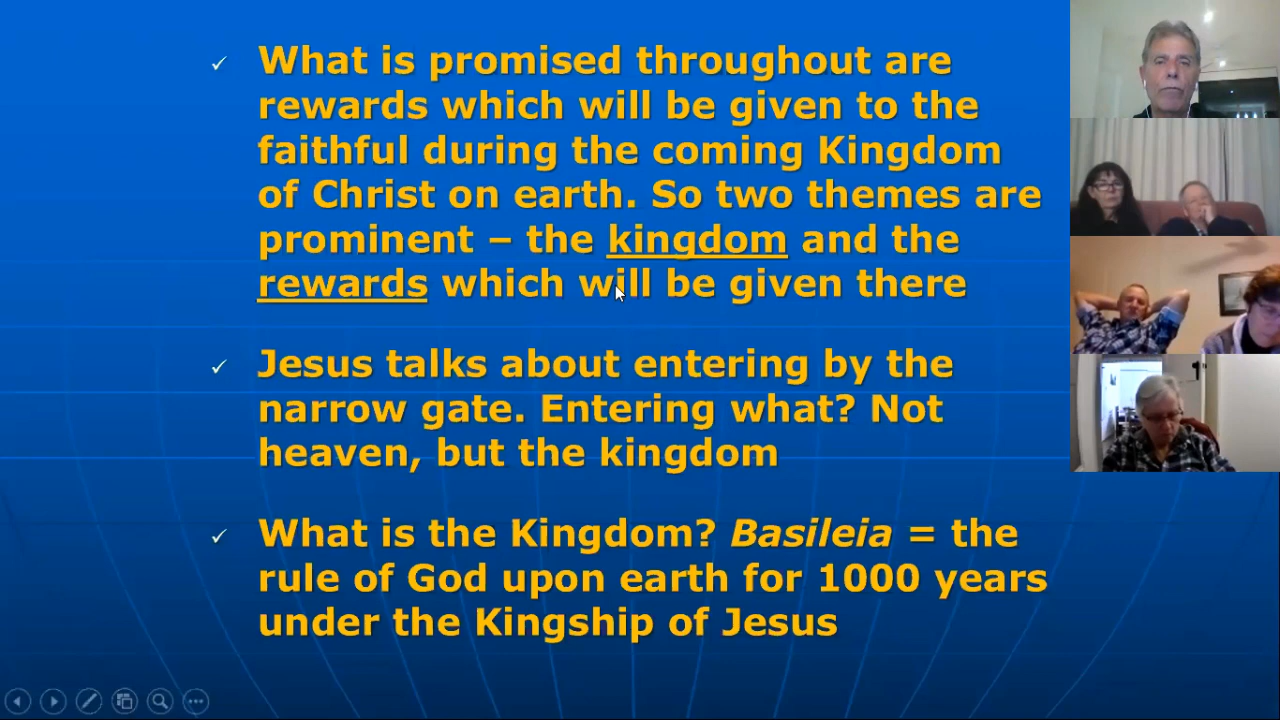 What is promised throughout are
rewards which will be given to the
faithful during the coming Kingdom
of Christ on earth. So two themes are
prominent – the kingdom and the
rewards which will be given there
Jesus talks about entering by the
narrow gate. Entering what? Not
heaven, but the kingdom
What is the Kingdom? Basileia = the
rule of God upon earth for 1000 years
under the Kingship of Jesus